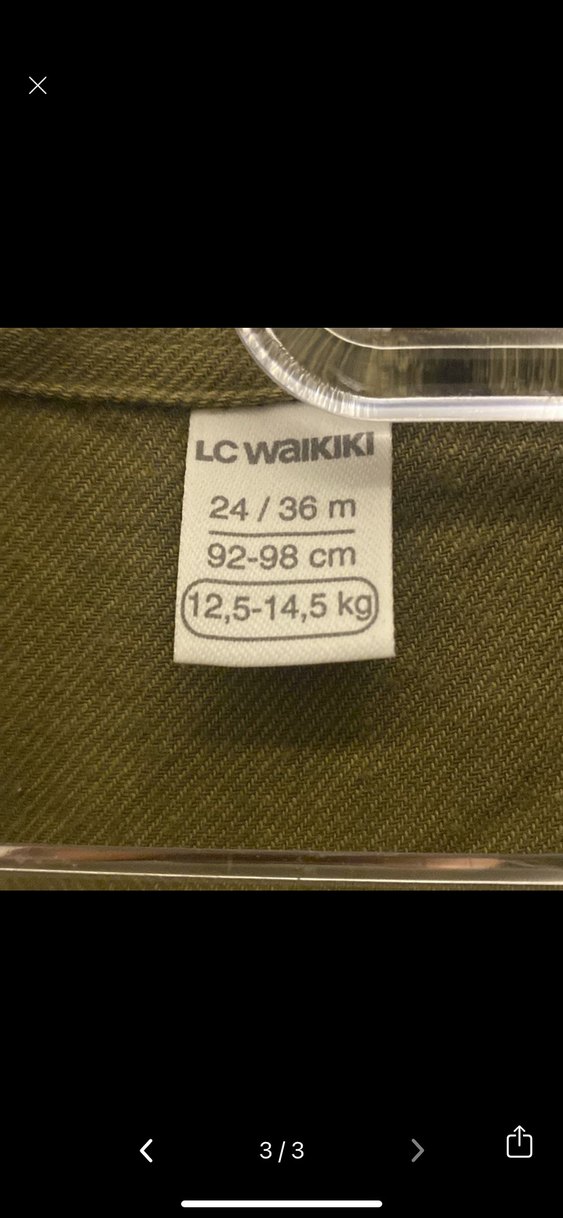 LC WAIKIKI
24 / 36 m
92-98 cm
12,5-14,5 kg
3 / 3